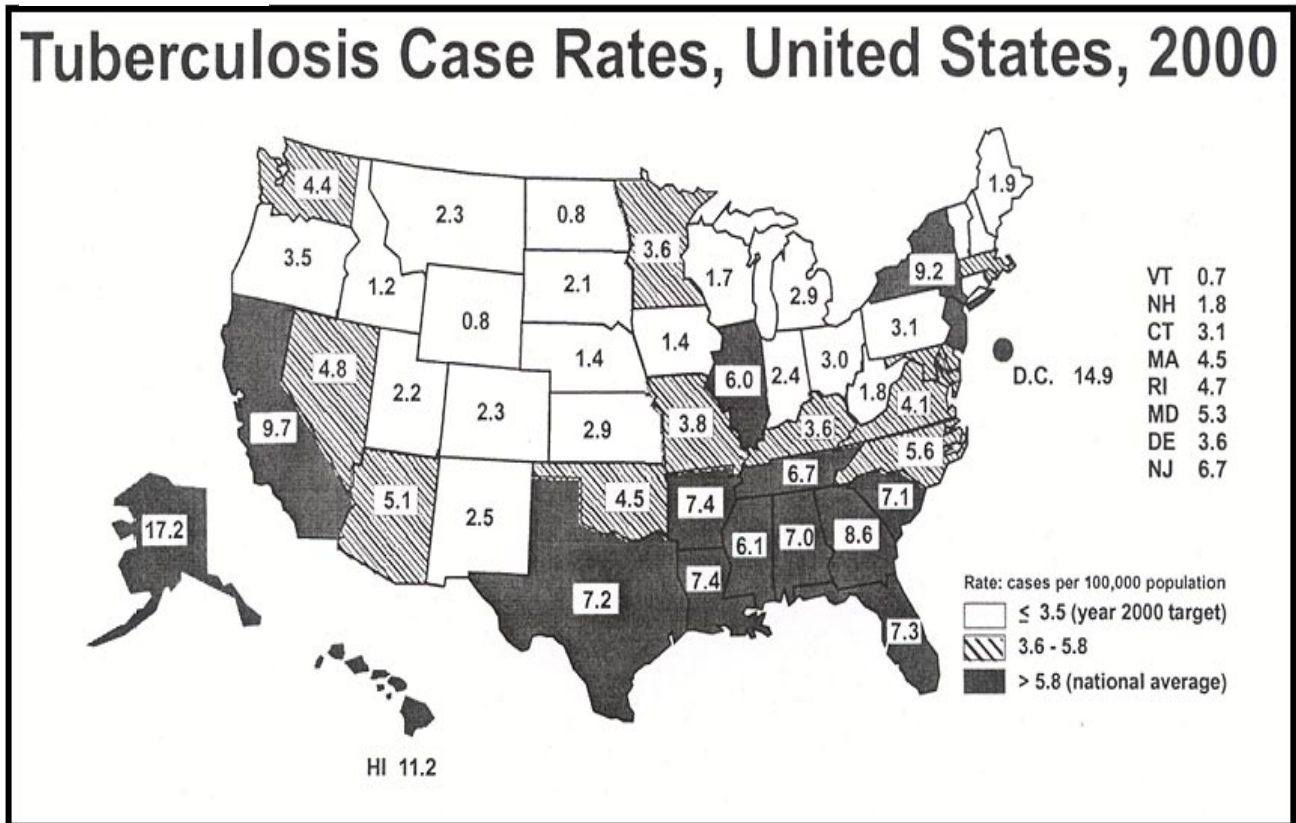 Tuberculosis Case Rates, United States, 2000
4.4
2.3
0.8
3.6
1.9
3.5
1.2
2.1
1.7
2.9
9.2
0.8
1.4
1.4
3.1
4.8
2.2
2.3
6.0
2.4
3.0
1.8
4.1
9.7
2.9
3.8
3.6
5.6
5.1
2.5
4.5
7.4
6.7
7.1
17.2
6.1
7.0
8.6
7.2
7.4
7.3
HI 11.2
VT 0.7
NH 1.8
CT 3.1
MA 4.5
RI 4.7
MD 5.3
DE 3.6
NJ 6.7
D.C. 14.9
Rate: cases per 100,000 population
≤ 3.5 (year 2000 target)
3.6 - 5.8
> 5.8 (national average)